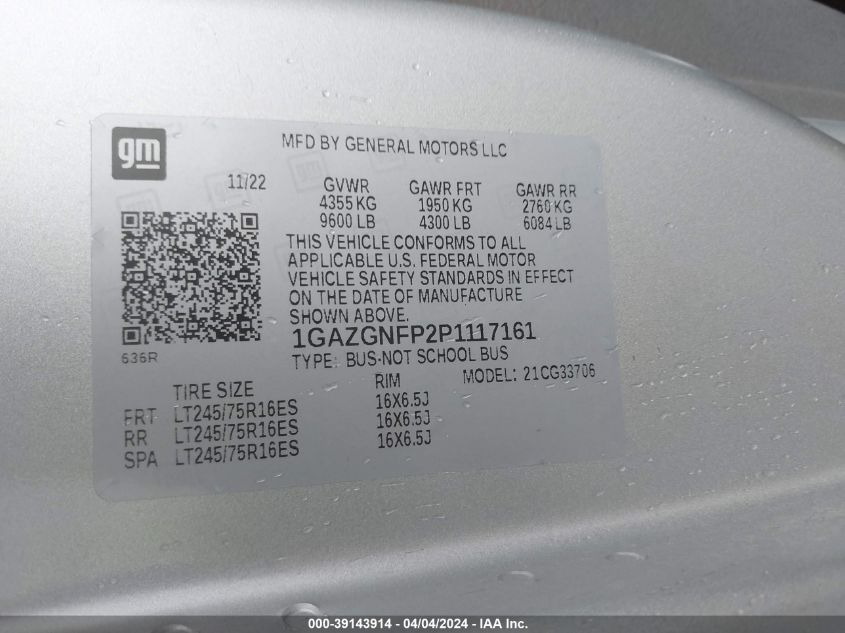 gm
MFD BY GENERAL MOTORS LLC
11/22 GVWR GAWR FRT GAWR RR
4355 KG 1950 KG 2760 KG
9600 LB 4300 LB 6084 LB
THIS VEHICLE CONFORMS TO ALL
APPLICABLE U.S. FEDERAL MOTOR
VEHICLE SAFETY STANDARDS IN EFFECT
ON THE DATE OF MANUFACTURE
SHOWN ABOVE.
1GAZGNFP2P1117161
636R
TYPE: BUS-NOT SCHOOL BUS
MODEL: 21CG33706
TIRE SIZE RIM
FRT LT245/75R16ES 16X6.5J
RR LT245/75R16ES 16X6.5J
SPA LT245/75R16ES 16X6.5J
000-39143914 - 04/04/2024 - IAA Inc.